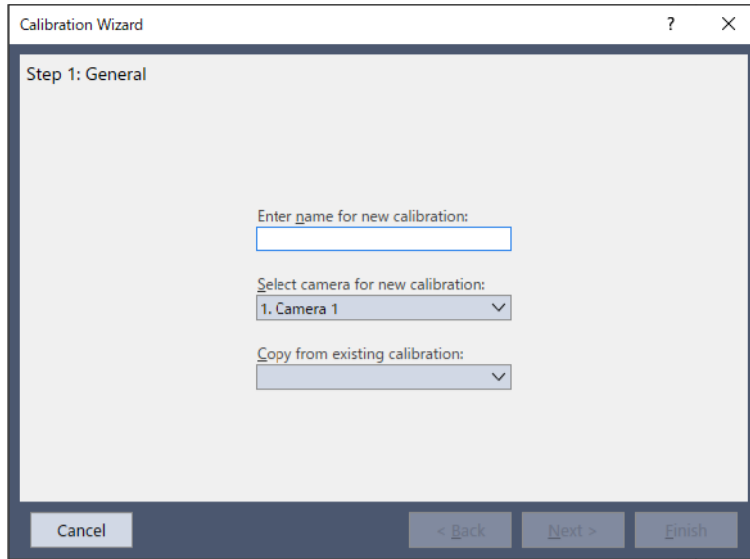 Calibration Wizard ?
Step 1: General
Enter name for new calibration:
Select camera for new calibration:
1. Camera 1
Copy from existing calibration:
Cancel < Back Next > Finish